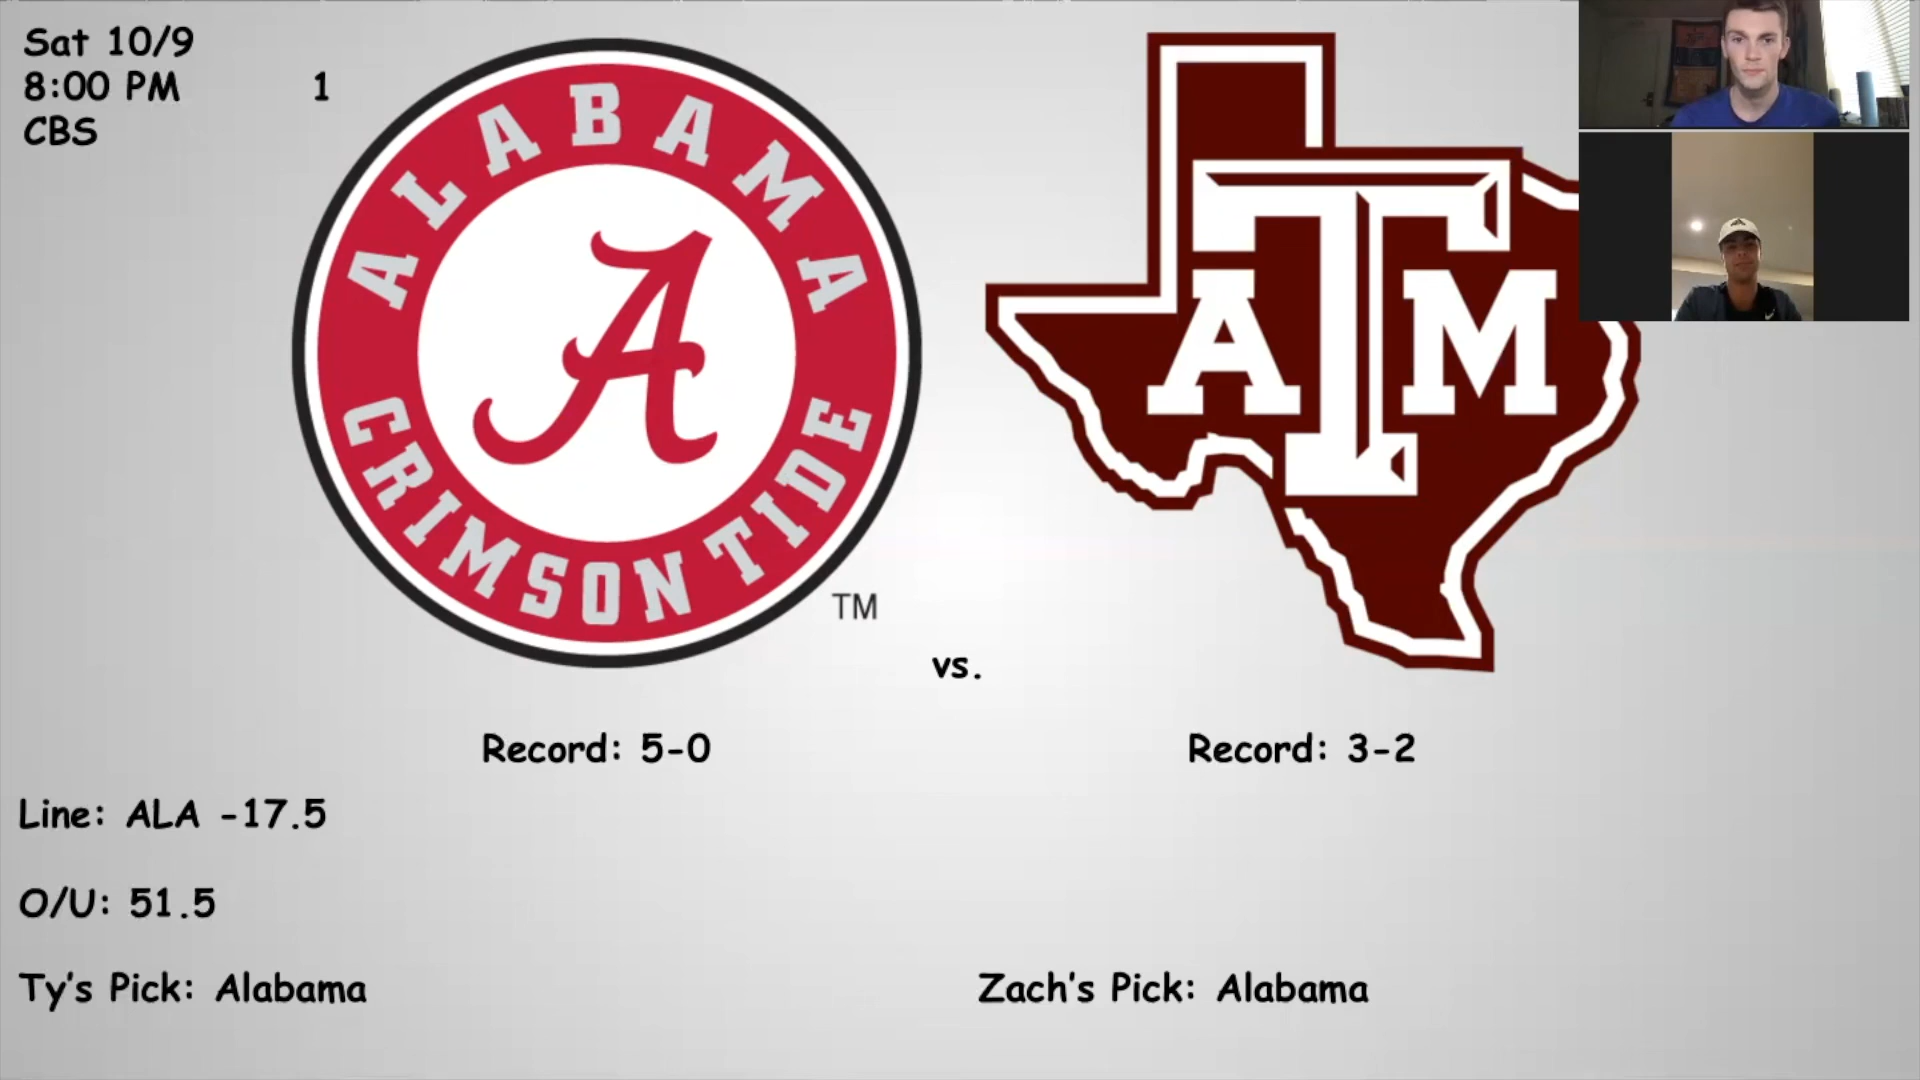 Sat 10/9
8:00 PM
CBS
1
ALABAMA
A
CRIMSON TIDE
TM
ATM
vs.
Record: 5-0
Record: 3-2
Line: ALA -17.5
O/U: 51.5
Ty's Pick: Alabama
Zach's Pick: Alabama